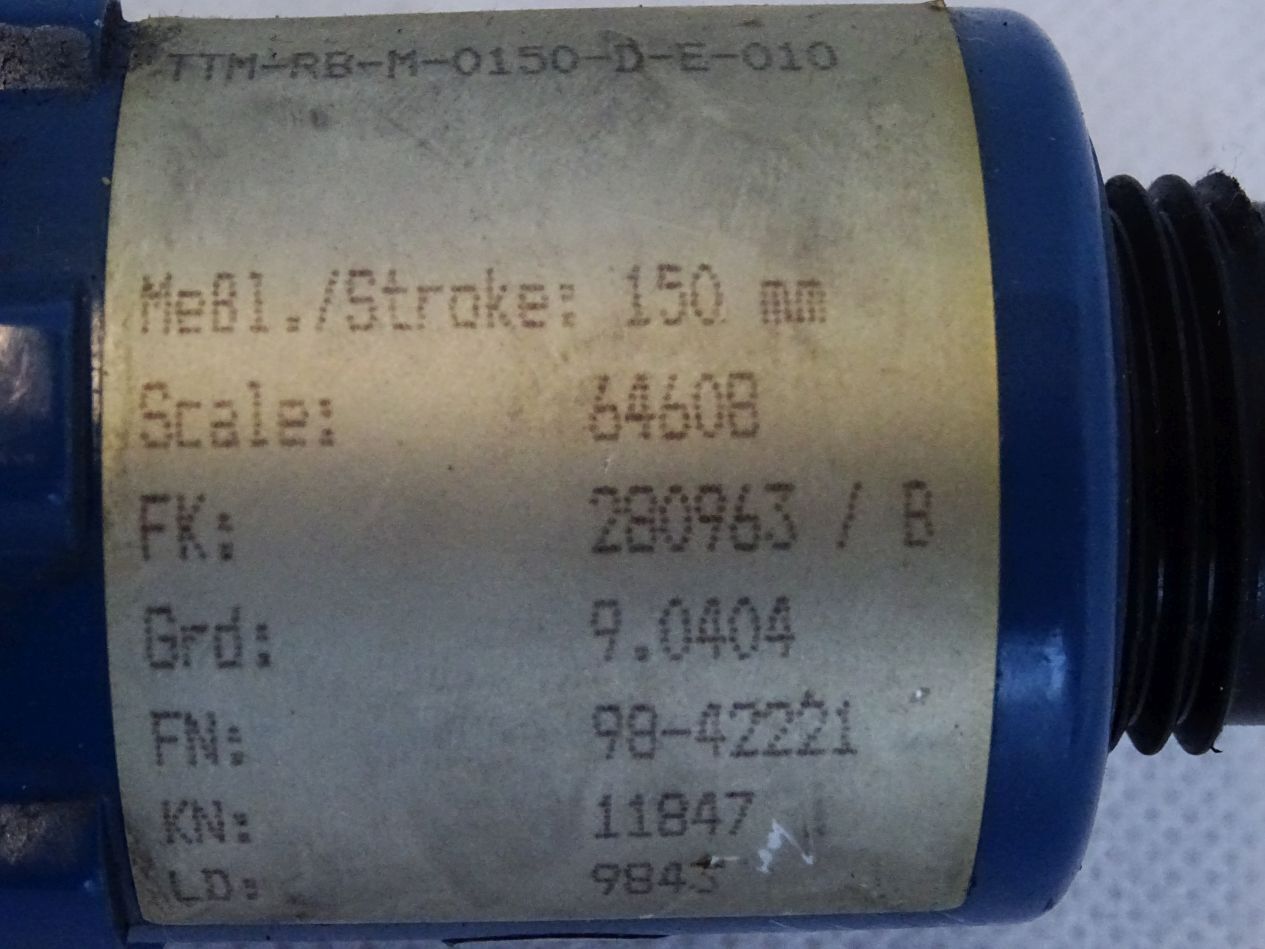 TTM-RB-M-0150-D-E-010
Meßl./Stroke: 150 mm
Scale: 6460B
FK: 280963 / B
Grd: 9.0404
FN: 98-42221
KN: 11847
LD: 9843